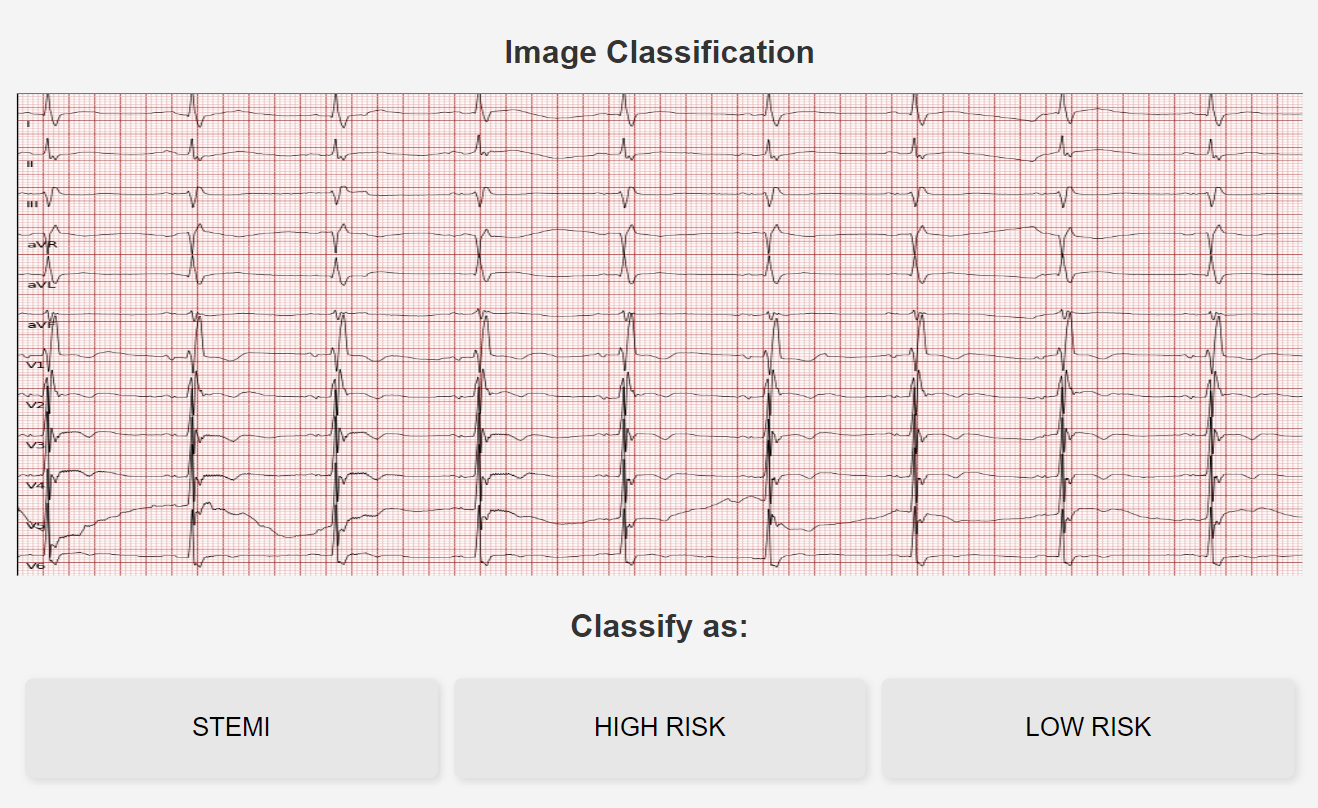 Image Classification
I
II
III
aVR
aVL
aVF
V1
V2
V3
V4
V5
V6
Classify as:
STEMI HIGH RISK LOW RISK